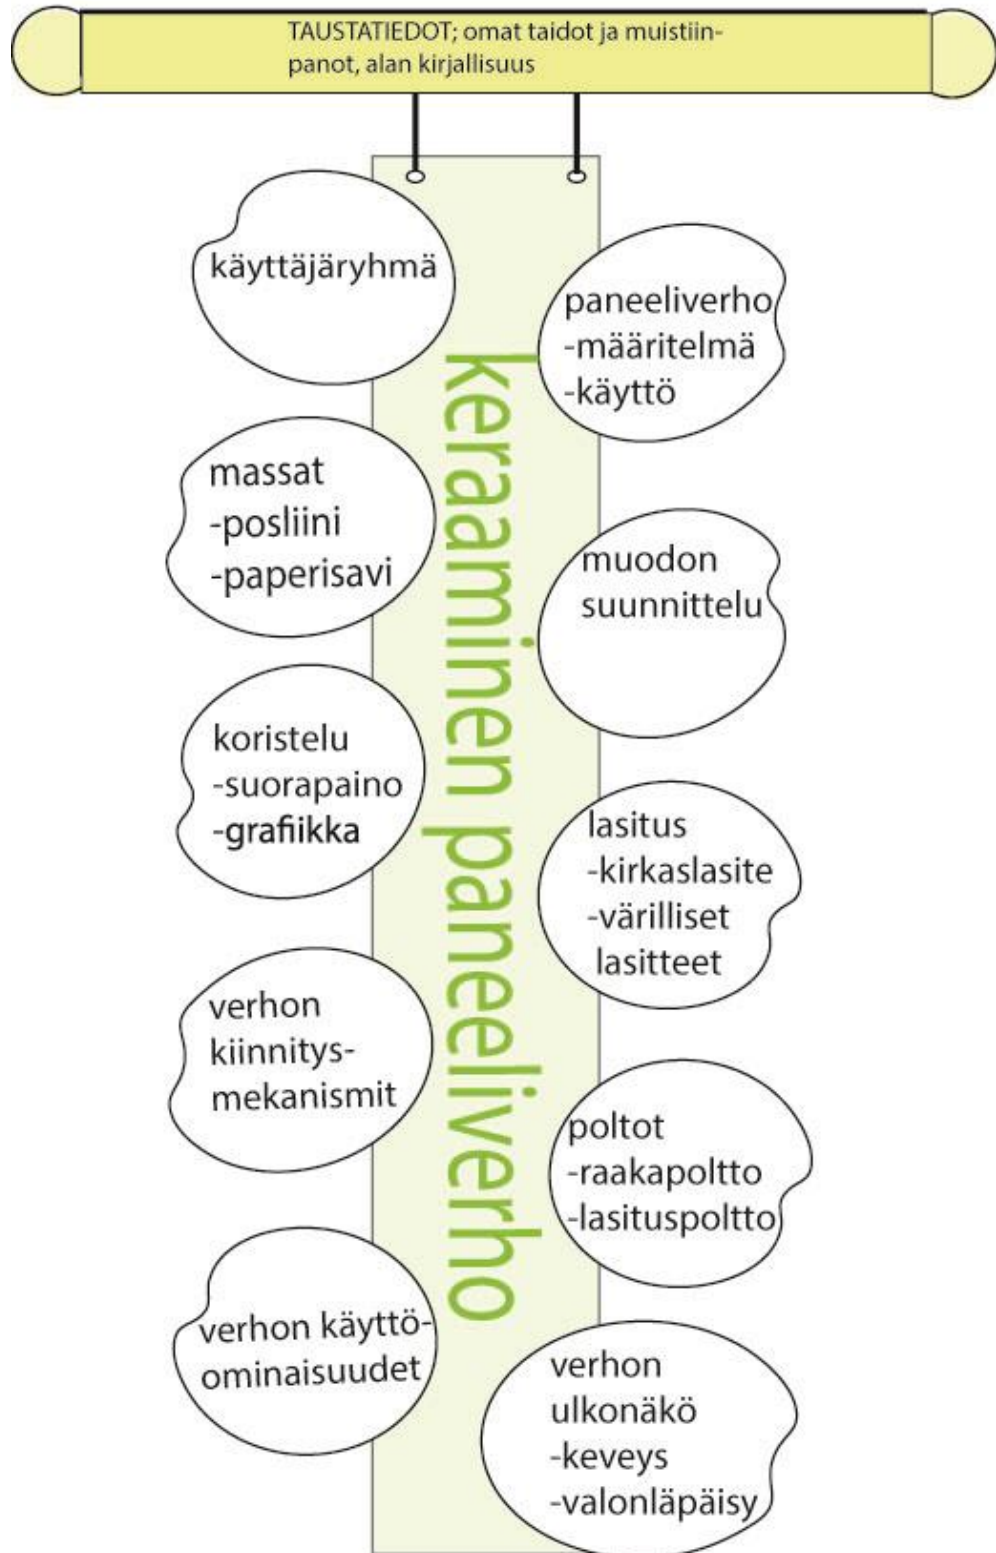 TAUSTATIEDOT; omat taidot ja muistiin-
panot, alan kirjallisuus
keraaminen paneeliverho
käyttäjäryhmä
paneeliverho
-määritelmä
-käyttö
massat
-posliini
-paperisavi
muodon
suunnittelu
koristelu
-suorapaino
-grafiikka
lasitus
-kirkaslasite
-värilliset
lasitteet
verhon
kiinnitys-
mekanismit
poltot
-raakapoltto
-lasituspoltto
verhon käyttö-
ominaisuudet
verhon
ulkonäkö
-keveys
-valonläpäisy